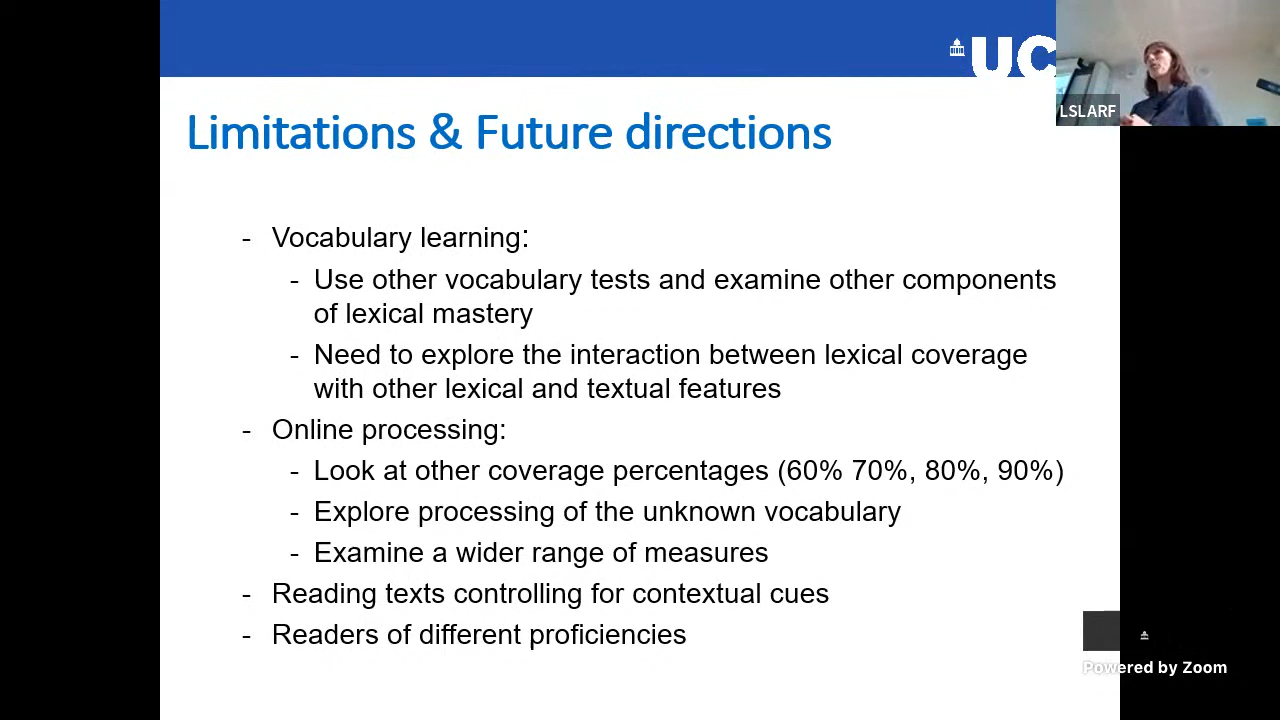 UC
LSLARF
Limitations & Future directions
- Vocabulary learning:
- Use other vocabulary tests and examine other components
of lexical mastery
- Need to explore the interaction between lexical coverage
with other lexical and textual features
- Online processing:
- Look at other coverage percentages (60% 70%, 80%, 90%)
- Explore processing of the unknown vocabulary
- Examine a wider range of measures
- Reading texts controlling for contextual cues
- Readers of different proficiencies
Powered by Zoom